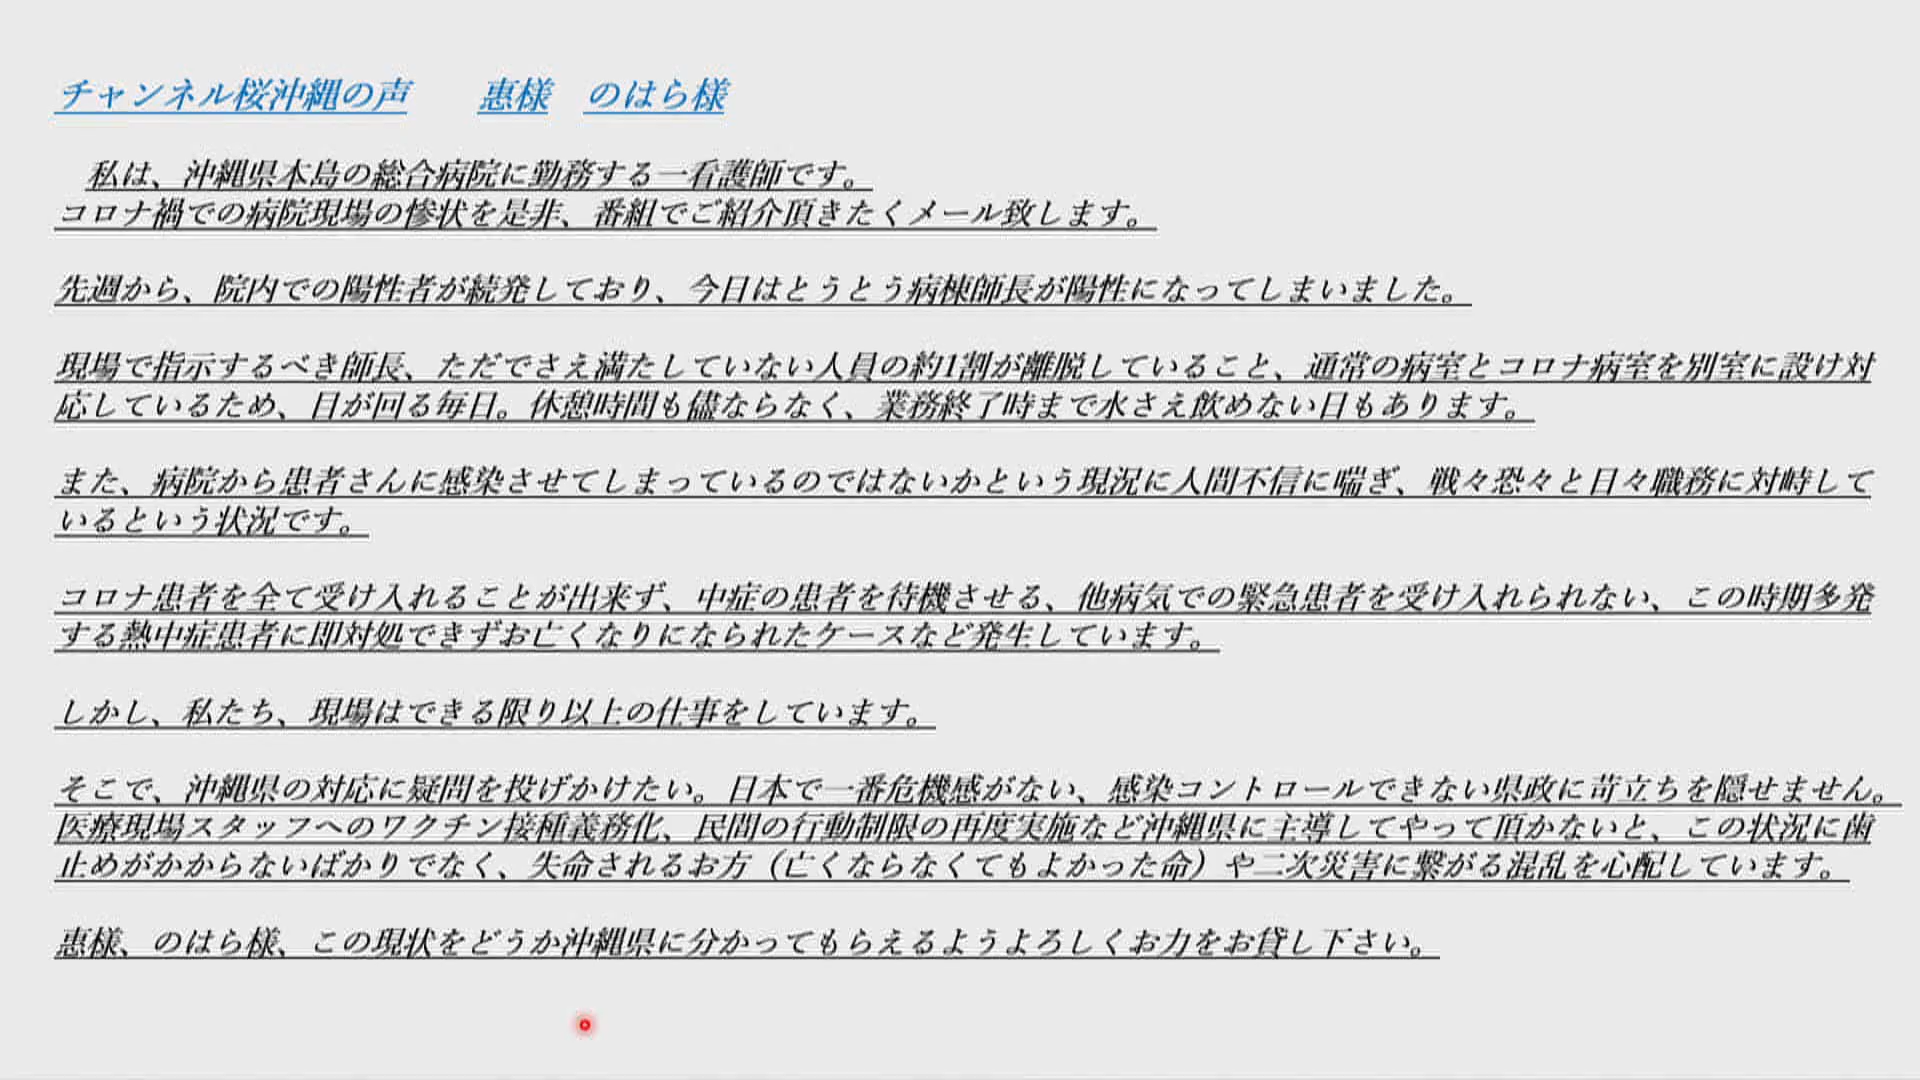 チャンネル桜沖縄の声　　惠様　のはら様
私は、沖縄県本島の総合病院に勤務する一看護師です。
コロナ禍での病院現場の惨状を是非、番組でご紹介頂きたくメール致します。
先週から、院内での陽性者が続発しており、今日はとうとう病棟師長が陽性になってしまいました。
現場で指示するべき師長、ただでさえ満たしていない人員の約1割が離脱していること、通常の病室とコロナ病室を別室に設け対
応しているため、目が回る毎日。休憩時間も儘ならなく、業務終了時まで水さえ飲めない日もあります。
また、病院から患者さんに感染させてしまっているのではないかという現況に人間不信に喘ぎ、戦々恐々と日々職務に対峙して
いるという状況です。
コロナ患者を全て受け入れることが出来ず、中症の患者を待機させる、他病気での緊急患者を受け入れられない、この時期多発
する熱中症患者に即対処できずお亡くなりになられたケースなど発生しています。
しかし、私たち、現場はできる限り以上の仕事をしています。
そこで、沖縄県の対応に疑問を投げかけたい。日本で一番危機感がない、感染コントロールできない県政に苛立ちを隠せません。
医療現場スタッフへのワクチン接種義務化、民間の行動制限の再度実施など沖縄県に主導してやって頂かないと、この状況に歯
止めがかからないばかりでなく、失命されるお方（亡くならなくてもよかった命）や二次災害に繋がる混乱を心配しています。
惠様、のはら様、この現状をどうか沖縄県に分かってもらえるようよろしくお力をお貸し下さい。